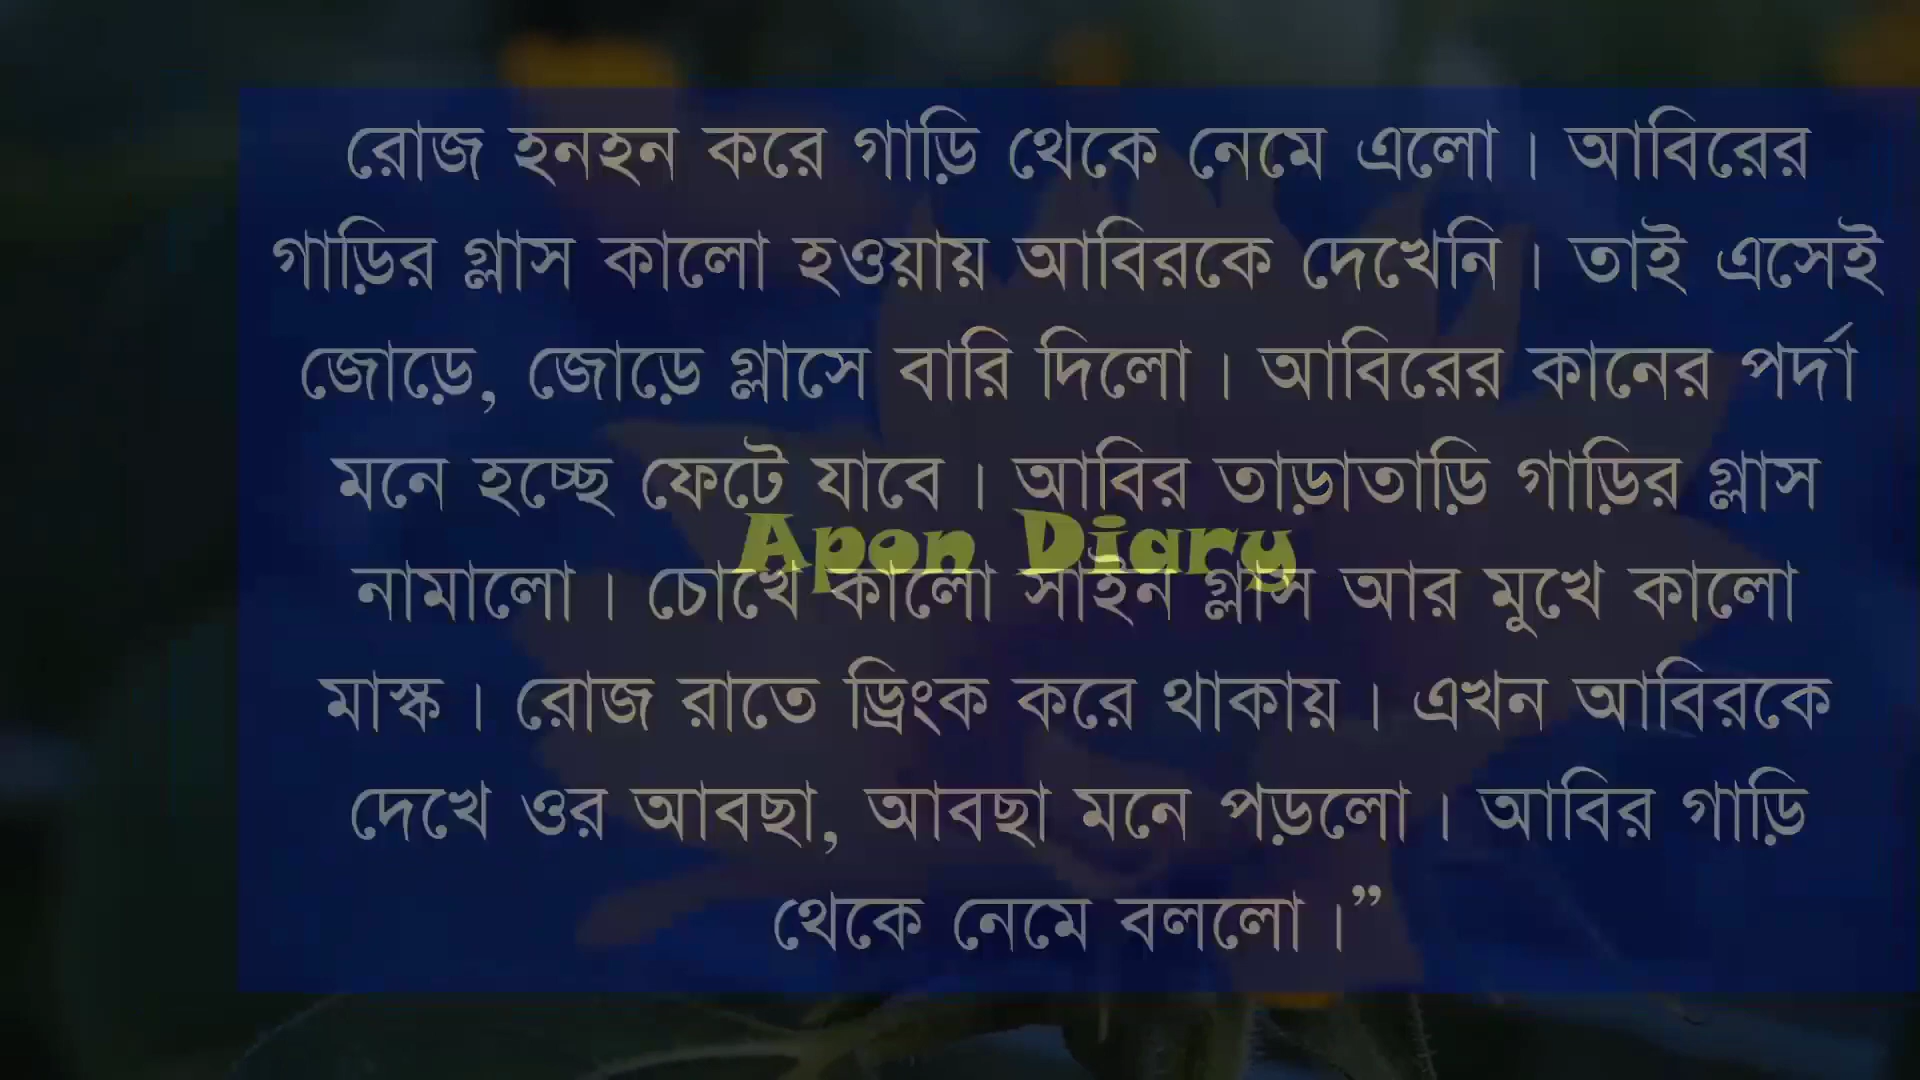 রোজ হনহন করে গাড়ি থেকে নেমে এলো। আবিরের
গাড়ির গ্লাস কালো হওয়ায় আবিরকে দেখেনি। তাই এসেই
জোড়ে, জোড়ে গ্লাসে বারি দিলো। আবিরের কানের পর্দা
মনে হচ্ছে ফেটে যাবে। আবির তাড়াতাড়ি গাড়ির গ্লাস
Apon Diary
নামালো। চোখে কালো সাইন গ্লাস আর মুখে কালো
মাস্ক। রোজ রাতে ড্রিংক করে থাকায়। এখন আবিরকে
দেখে ওর আবছা, আবছা মনে পড়লো। আবির গাড়ি
থেকে নেমে বললো।”